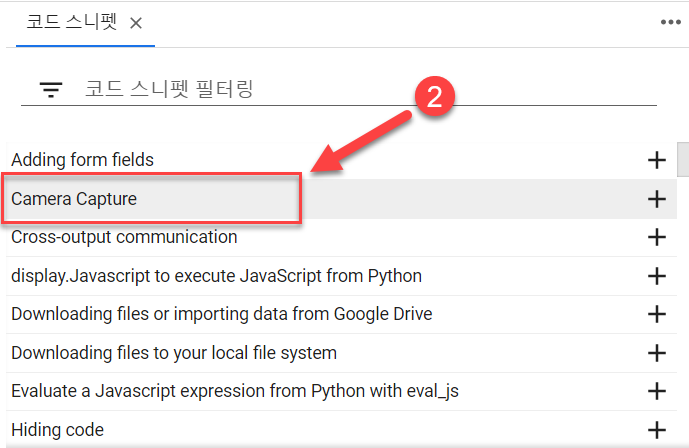 코드 스니펫
코드 스니펫 필터링
2
Adding form fields
Camera Capture
Cross-output communication
display.Javascript to execute JavaScript from Python
Downloading files or importing data from Google Drive
Downloading files to your local file system
Evaluate a Javascript expression from Python with eval_js
Hiding code